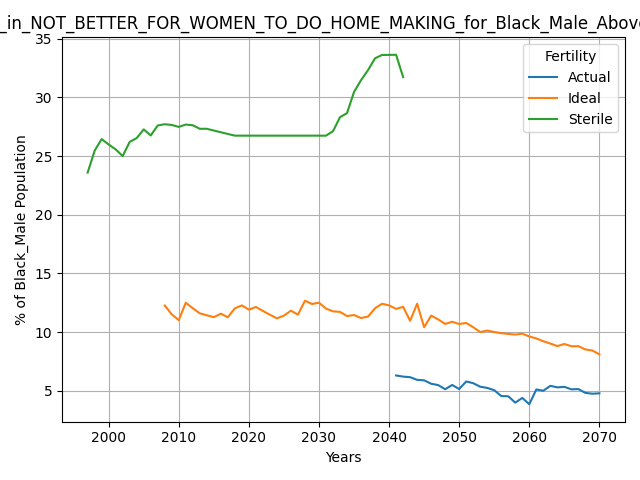 _in_NOT_BETTER_FOR_WOMEN_TO_DO_HOME_MAKING_for_Black_Male_Above
35
30
25
20
15
10
5
% of Black_Male Population
Fertility
Actual
Ideal
Sterile
2000 2010 2020 2030 2040 2050 2060 2070
Years